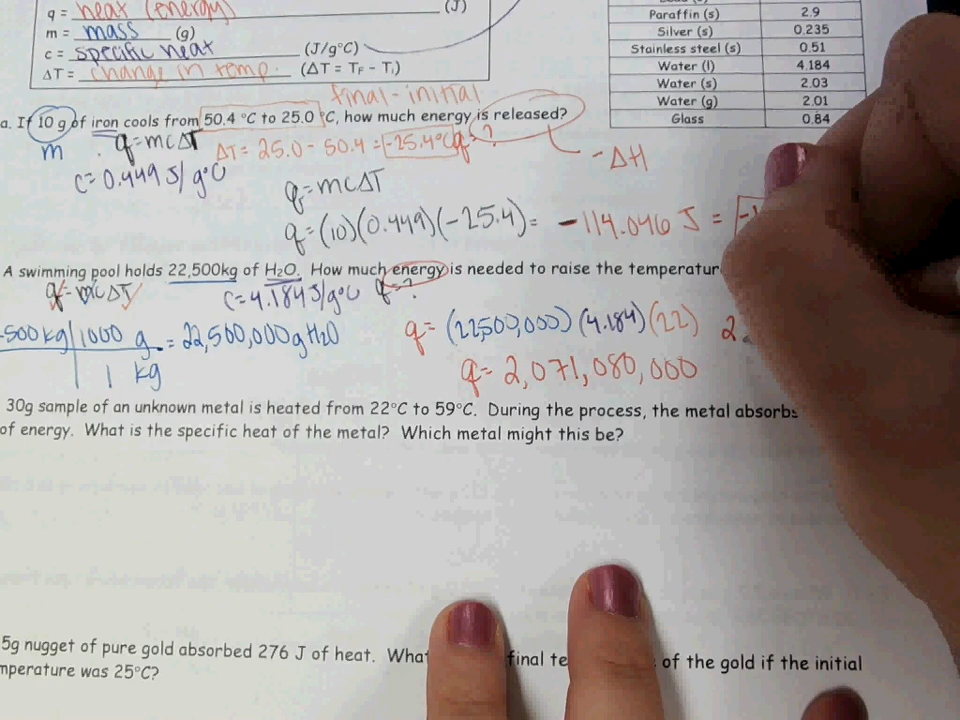 q = heat (energy) (J)
m = mass (g)
c = specific heat (J/g°C)
ΔT = change in temp. (ΔT = TF – TI)
final - initial
Paraffin (s) 2.9
Silver (s) 0.235
Stainless steel (s) 0.51
Water (l) 4.184
Water (s) 2.03
Water (g) 2.01
Glass 0.84
a. If 10 g of iron cools from 50.4 °C to 25.0 °C, how much energy is released?
m q=mcΔT ΔT = 25.0 - 50.4 = -25.4°C q= ?
- ΔH
c= 0.449 J/g°C
q=mcΔT
q= (10)(0.449)(-25.4)= -114.046 J =
A swimming pool holds 22,500kg of H2O. How much energy is needed to raise the
q=mcΔT c=4.184J/g°C q=?
500kg | 1000 g = 22,500,000g H2O
1 kg
q= (22,500,000)(4.184)(22)
q= 2,071,080,000
30g sample of an unknown metal is heated from 22°C to 59°C. During the process, the metal absorbs
of energy. What is the specific heat of the metal? Which metal might this be?
5g nugget of pure gold absorbed 276 J of heat. final of the gold if the initial
was 25°C?